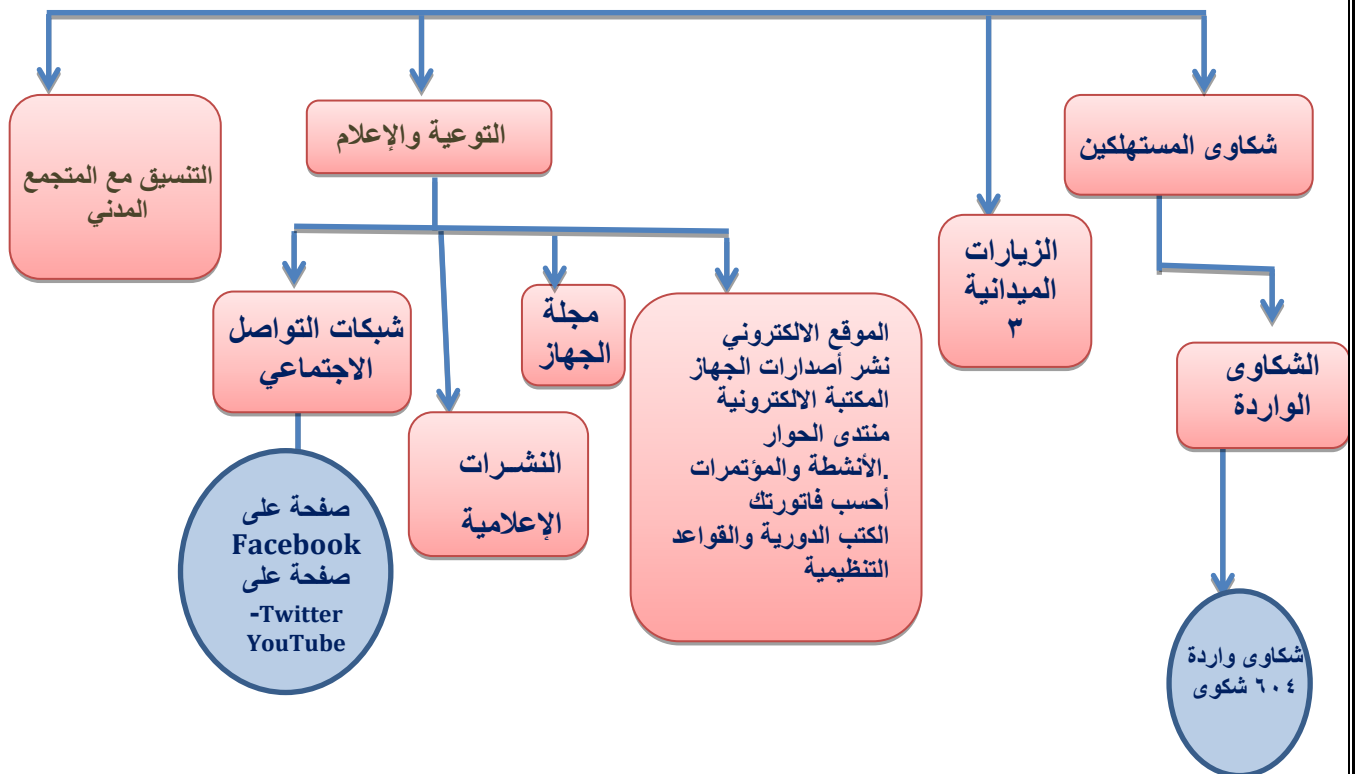 شكاوى المستهلكين
التوعية والإعلام
التنسيق مع المتجمع
المدني
الزيارات
الميدانية
٣
الشكاوى
الواردة
شكاوى واردة
٦٠٤ شكوى
الموقع الالكتروني
نشر أصدارات الجهاز
المكتبة الالكترونية
منتدى الحوار
.الأنشطة والمؤتمرات
أحسب فاتورتك
الكتب الدورية والقواعد
التنظيمية
مجلة
الجهاز
النشــرات
الإعلامية
شبكات التواصل
الاجتماعي
صفحة على
Facebook
صفحة على
-Twitter
YouTube